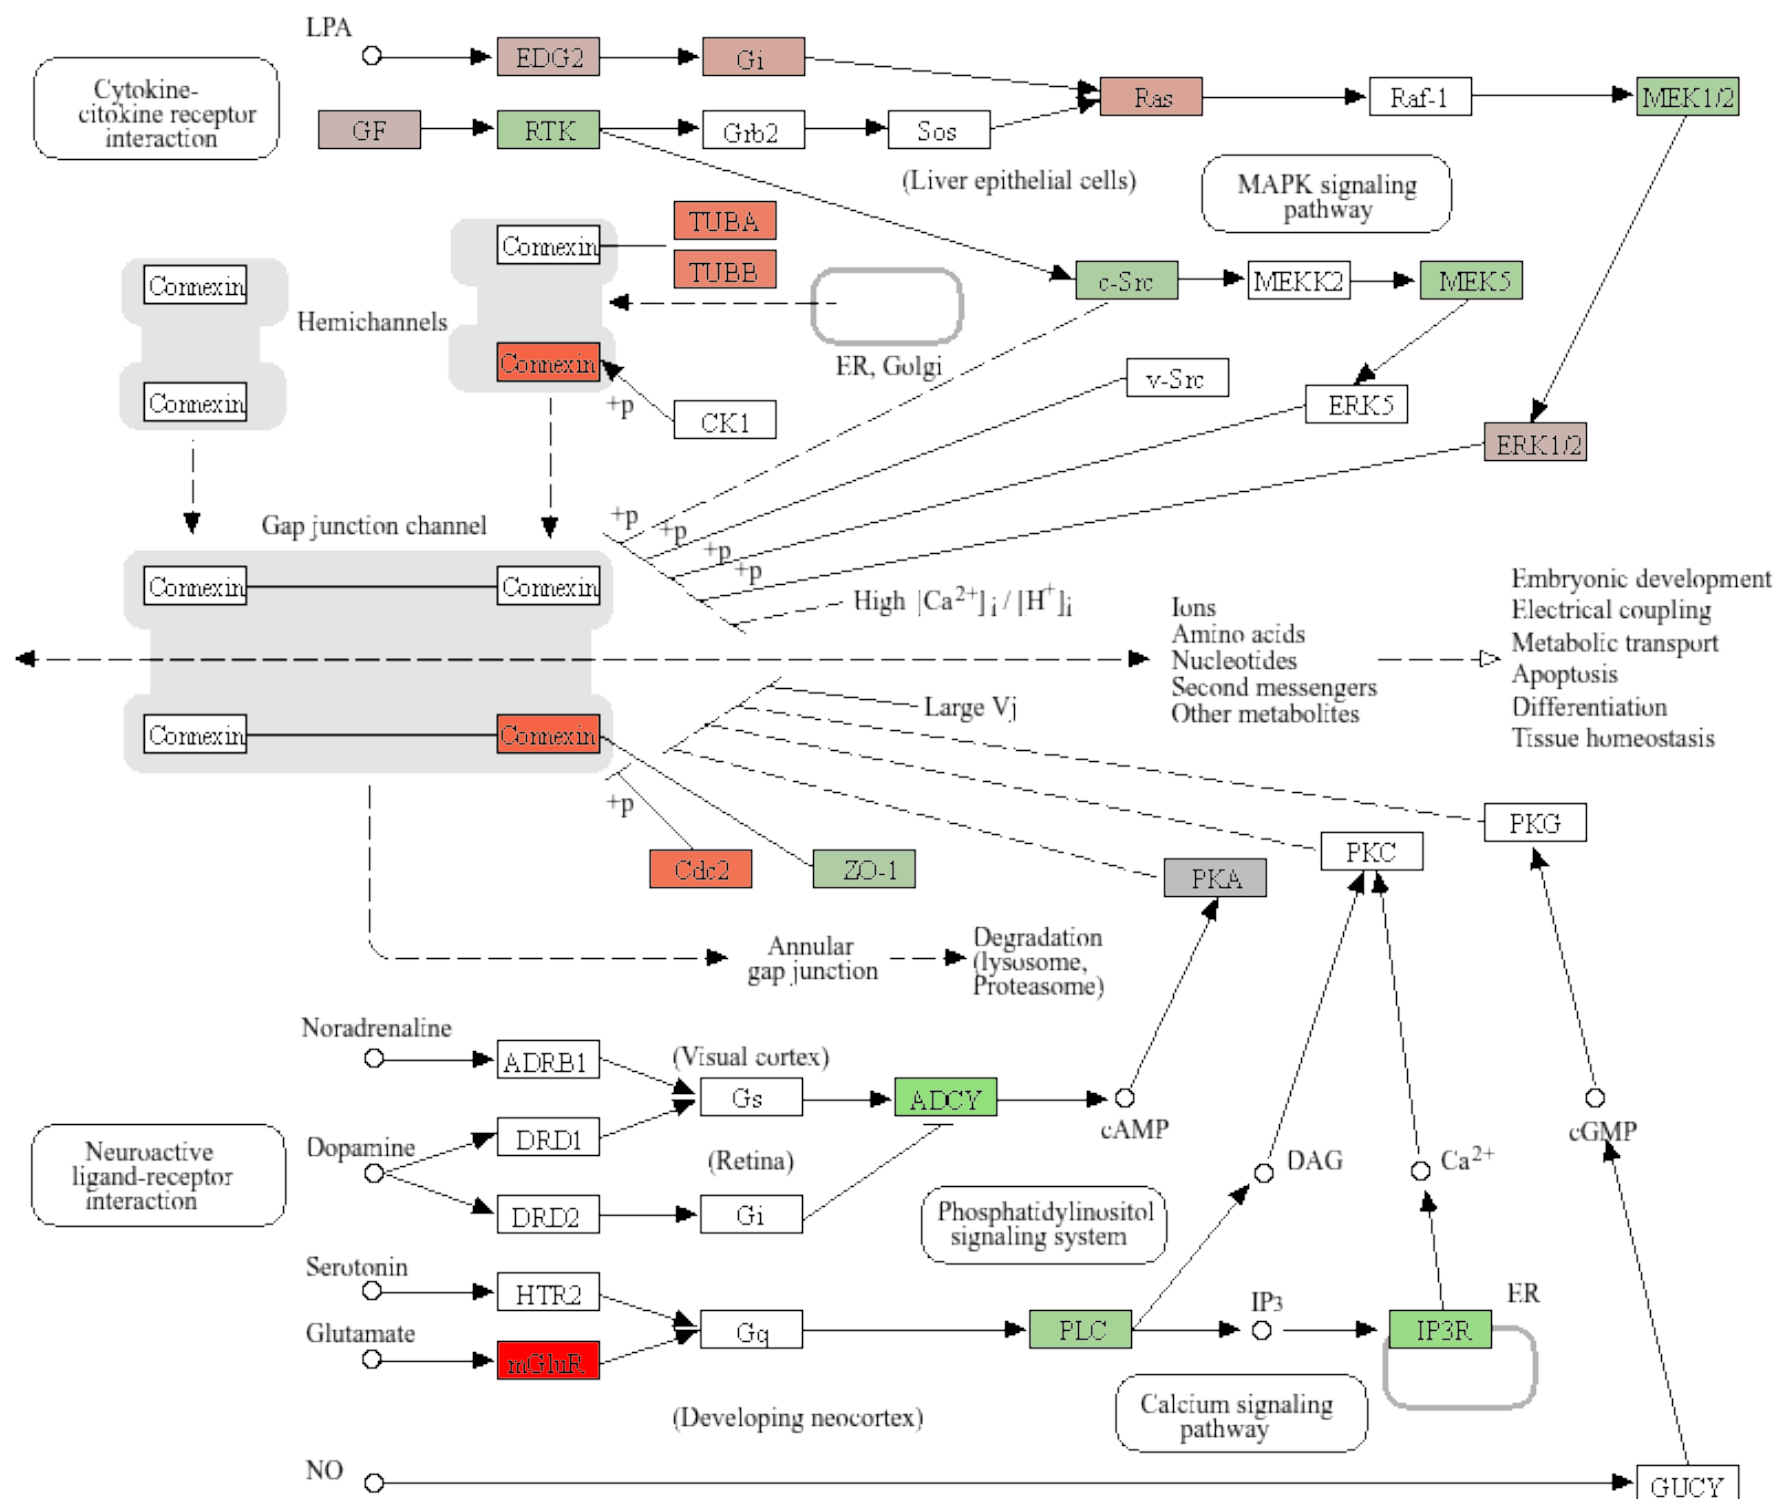 LPA
EDG2
Gi
Cytokine-
citokine receptor
interaction
GF
RTK
Grb2
Sos
Ras
Raf-1
MEK1/2
(Liver epithelial cells)
MAPK signaling
pathway
TUBA
TUBB
Connexin
Connexin
Hemichannels
c-Src
MEKK2
MEK5
ER, Golgi
Connexin
Connexin
+p
CK1
v-Src
ERK5
ERK1/2
Gap junction channel
+p
+p
+p
+p
Connexin
Connexin
High [Ca2+]i / [H+]i
Ions
Amino acids
Nucleotides
Second messengers
Other metabolites
Embryonic development
Electrical coupling
Metabolic transport
Apoptosis
Differentiation
Tissue homeostasis
Connexin
Connexin
Large Vj
+p
Cdc2
ZO-1
PKA
PKC
PKG
Annular
gap junction
Degradation
(lysosome,
Proteasome)
Noradrenaline
ADRB1
(Visual cortex)
Gs
ADCY
cAMP
cGMP
Dopamine
DRD1
(Retina)
DAG
Ca2+
Neuroactive
ligand-receptor
interaction
DRD2
Gi
Phosphatidylinositol
signaling system
Serotonin
HTR2
Glutamate
mGluR
Gq
PLC
IP3
IP3R
ER
(Developing neocortex)
Calcium signaling
pathway
NO
GUCY